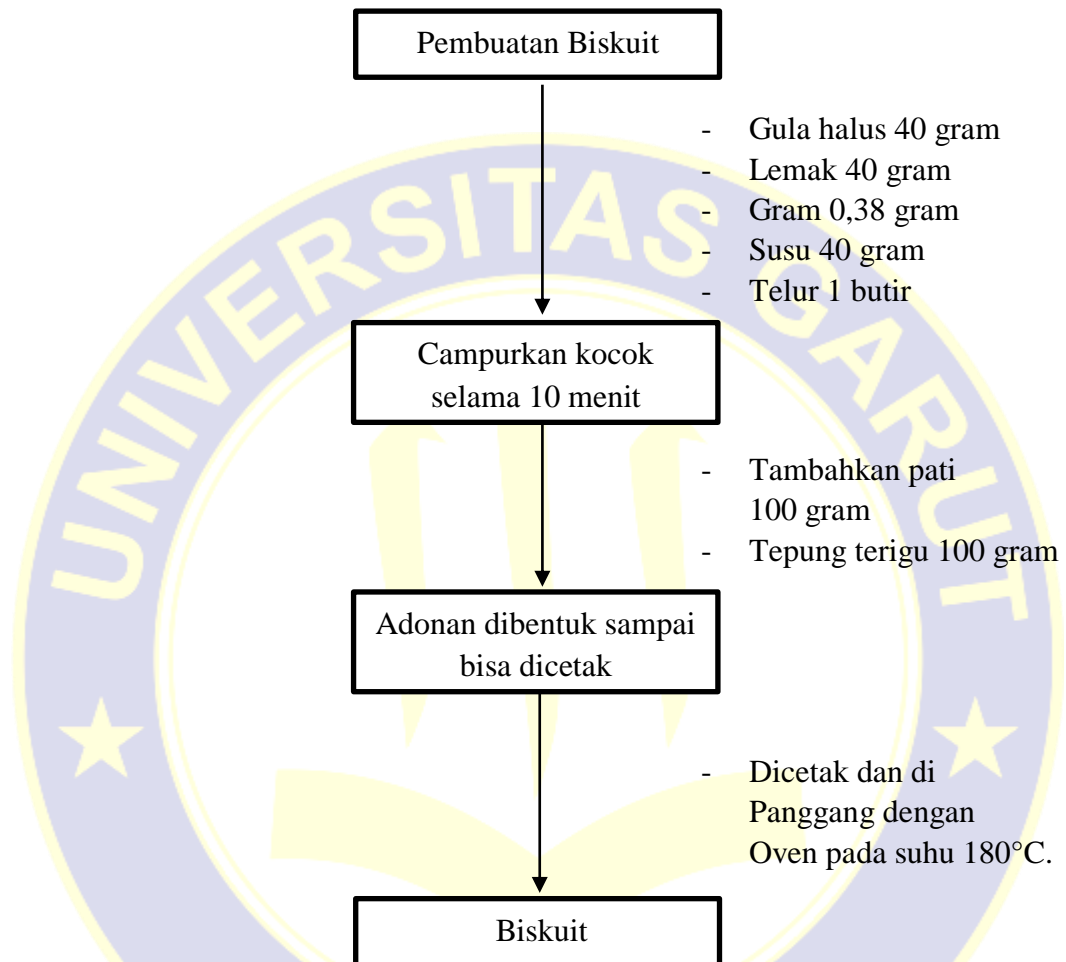 Pembuatan Biskuit
- Gula halus 40 gram
- Lemak 40 gram
- Gram 0,38 gram
- Susu 40 gram
- Telur 1 butir
Campurkan kocok
selama 10 menit
- Tambahkan pati
100 gram
- Tepung terigu 100 gram
Adonan dibentuk sampai
bisa dicetak
- Dicetak dan di
Panggang dengan
Oven pada suhu 180°C.
Biskuit
UNIVERSITAS GARUT